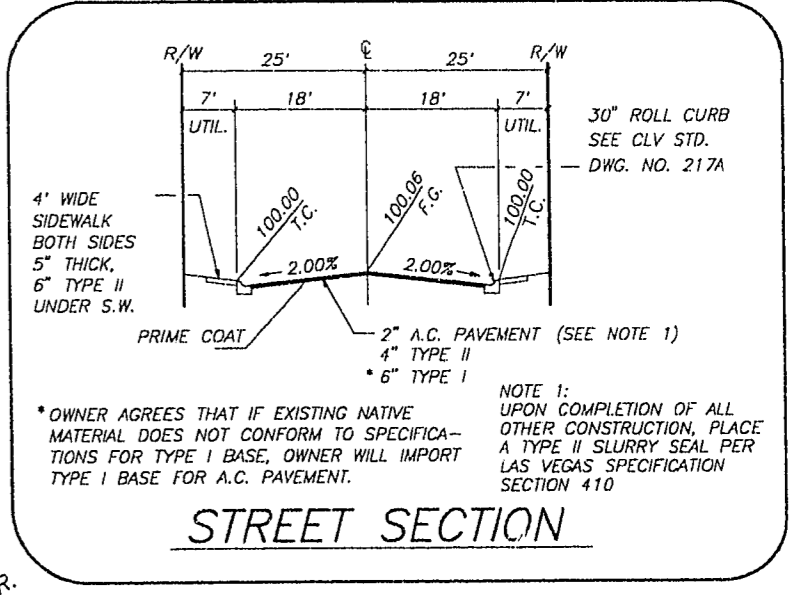 R/W ℄ R/W
25' 25'
7' 18' 18' 7'
UTIL. UTIL.
30" ROLL CURB
SEE CLV STD.
DWG. NO. 217A
4' WIDE
SIDEWALK
BOTH SIDES
5" THICK,
6" TYPE II
UNDER S.W.
100.00
T.C.
100.06
F.G.
100.00
T.C.
2.00% 2.00%
PRIME COAT
2" A.C. PAVEMENT (SEE NOTE 1)
4" TYPE II
* 6" TYPE I
* OWNER AGREES THAT IF EXISTING NATIVE
MATERIAL DOES NOT CONFORM TO SPECIFICA-
TIONS FOR TYPE I BASE, OWNER WILL IMPORT
TYPE I BASE FOR A.C. PAVEMENT.
NOTE 1:
UPON COMPLETION OF ALL
OTHER CONSTRUCTION, PLACE
A TYPE II SLURRY SEAL PER
LAS VEGAS SPECIFICATION
SECTION 410
STREET SECTION
R.